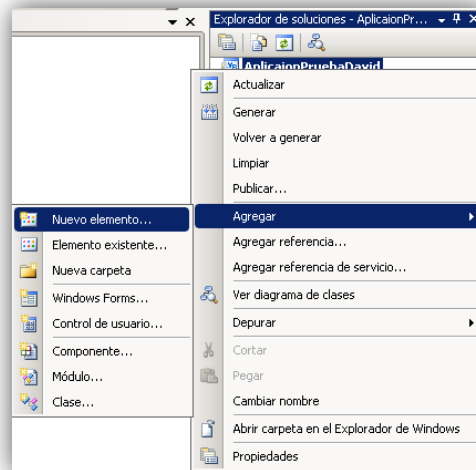 Explorador de soluciones - AplicaionPr...
AplicaionPruebaDavid
Actualizar
Generar
Volver a generar
Limpiar
Publicar...
Agregar
Agregar referencia...
Agregar referencia de servicio...
Ver diagrama de clases
Depurar
Cortar
Pegar
Cambiar nombre
Abrir carpeta en el Explorador de Windows
Propiedades
Nuevo elemento...
Elemento existente...
Nueva carpeta
Windows Forms...
Control de usuario...
Componente...
Módulo...
Clase...